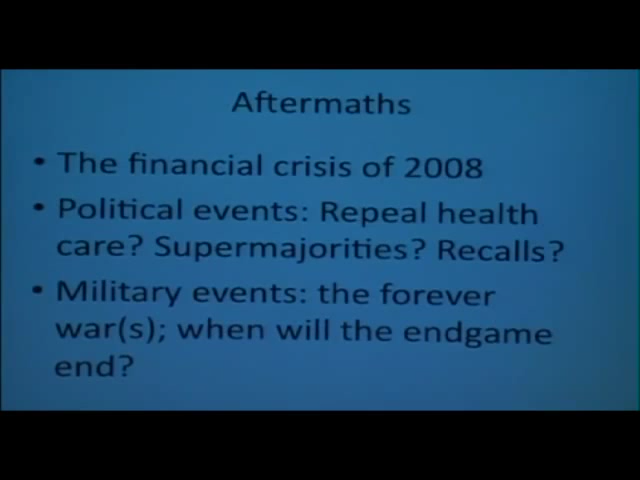 Aftermaths
• The financial crisis of 2008
• Political events: Repeal health
care? Supermajorities? Recalls?
• Military events: the forever
war(s); when will the endgame
end?